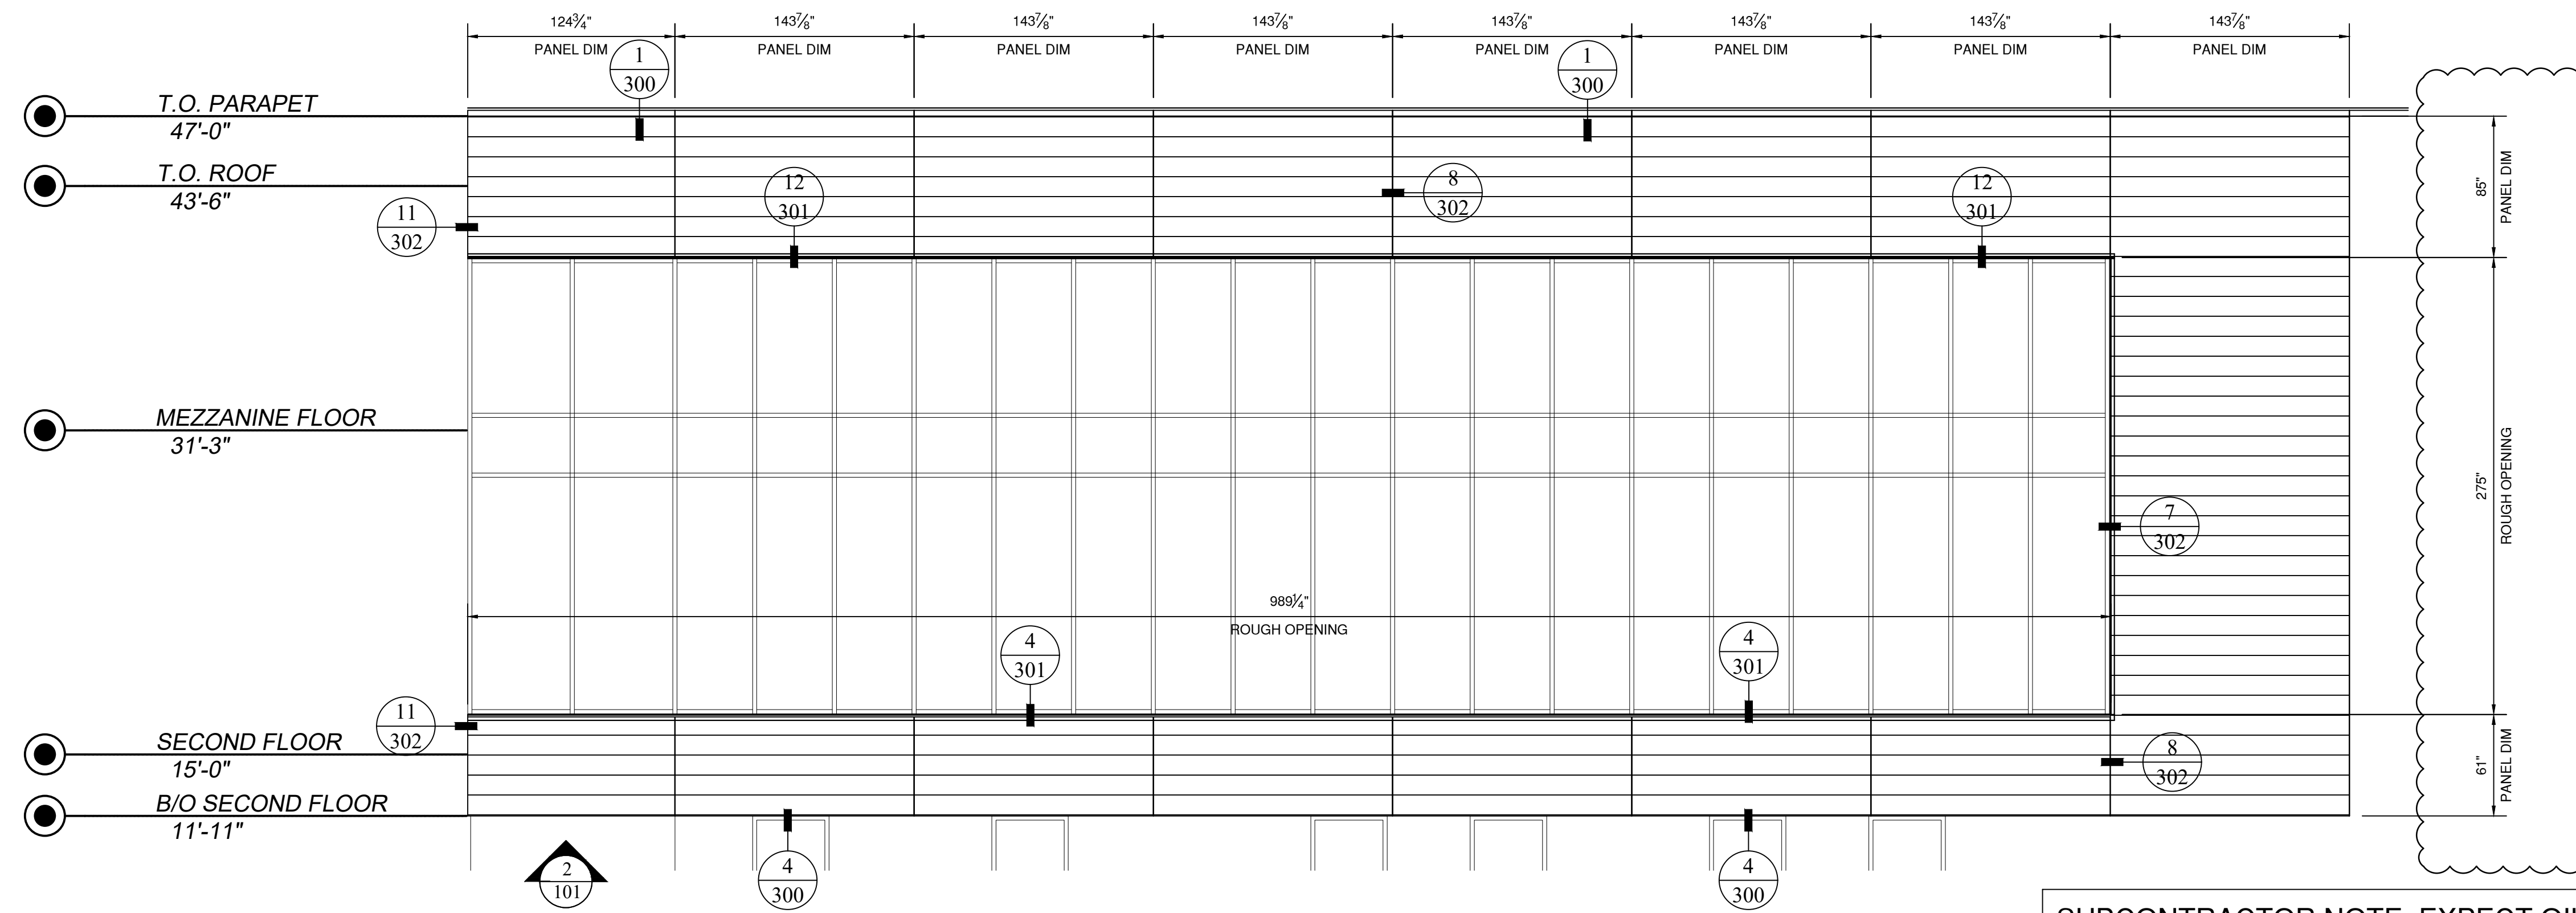 124¾"
143⅞"
143⅞"
143⅞"
143⅞"
143⅞"
143⅞"
143⅞"
PANEL DIM
PANEL DIM
PANEL DIM
PANEL DIM
PANEL DIM
PANEL DIM
PANEL DIM
PANEL DIM
1
300
1
300
T.O. PARAPET
47'-0"
T.O. ROOF
43'-6"
11
302
12
301
8
302
12
301
85"
PANEL DIM
MEZZANINE FLOOR
31'-3"
275"
ROUGH OPENING
7
302
989¼"
ROUGH OPENING
4
301
4
301
11
302
SECOND FLOOR
15'-0"
8
302
61"
PANEL DIM
B/O SECOND FLOOR
11'-11"
2
101
4
300
4
300
SUBCONTRACTOR NOTE: EXPECT